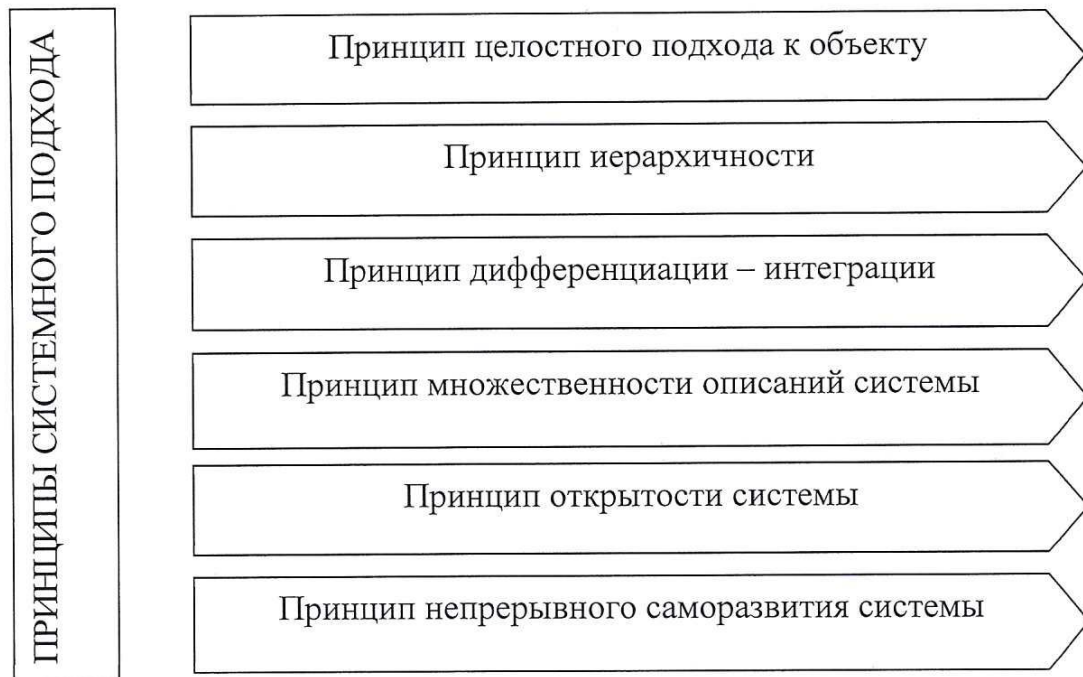 ПРИНЦИПЫ СИСТЕМНОГО ПОДХОДА
Принцип целостного подхода к объекту
Принцип иерархичности
Принцип дифференциации – интеграции
Принцип множественности описаний системы
Принцип открытости системы
Принцип непрерывного саморазвития системы